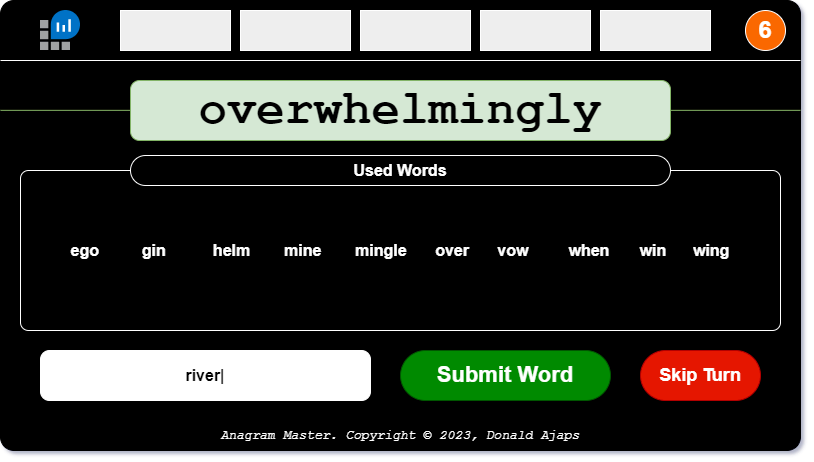 6
overwhelmingly
Used Words
ego gin helm mine mingle over vow when win wing
river Submit Word Skip Turn
Anagram Master. Copyright © 2023, Donald Ajaps